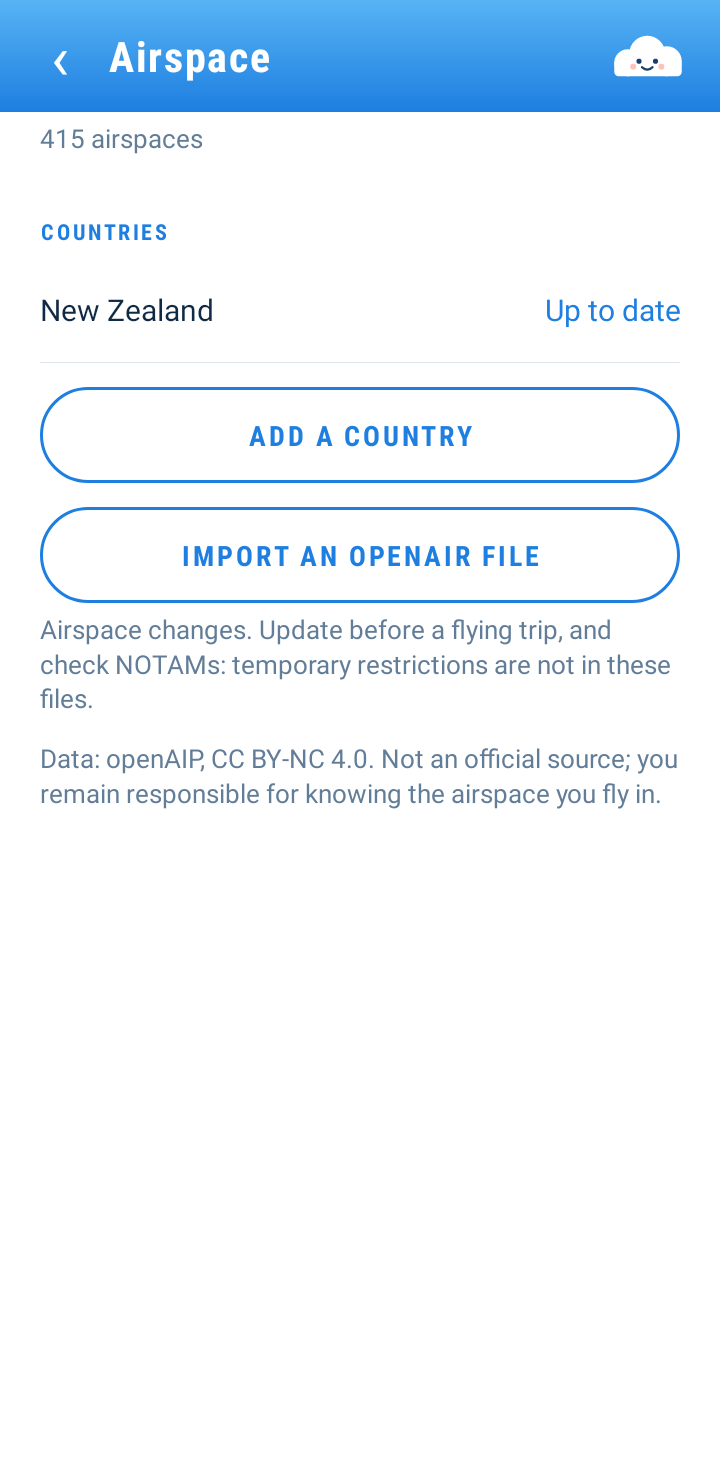 Airspace
415 airspaces
COUNTRIES
New Zealand Up to date
ADD A COUNTRY
IMPORT AN OPENAIR FILE
Airspace changes. Update before a flying trip, and
check NOTAMs: temporary restrictions are not in these
files.
Data: openAIP, CC BY-NC 4.0. Not an official source; you
remain responsible for knowing the airspace you fly in.